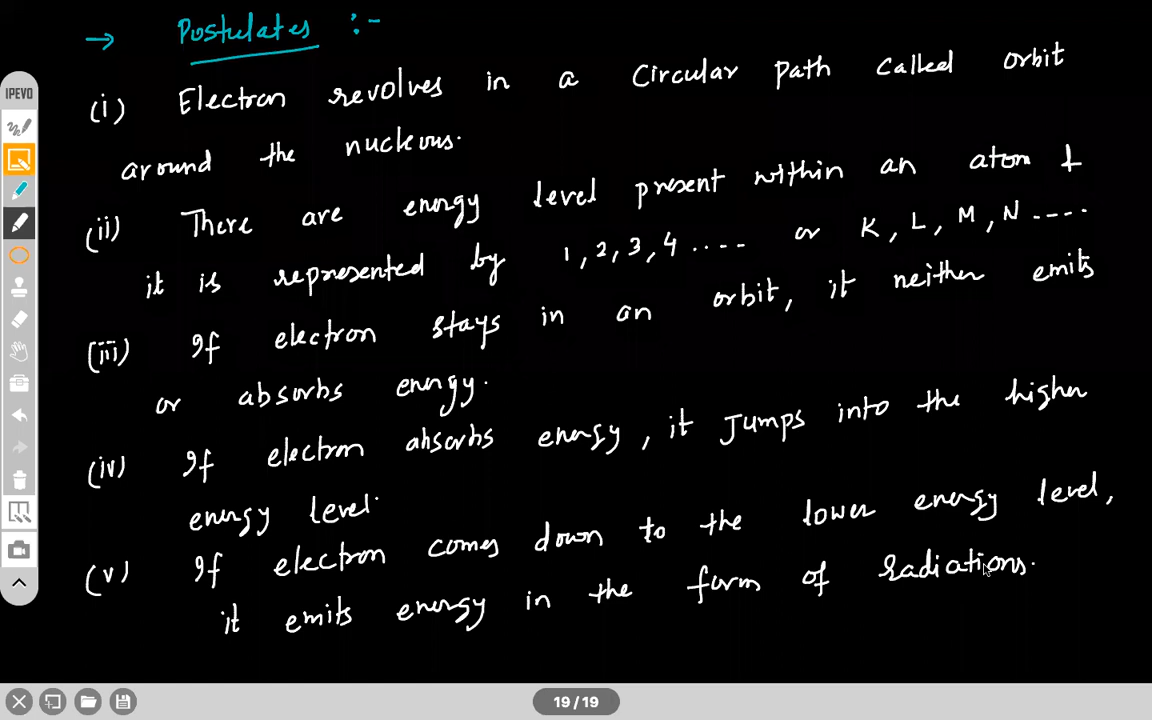 IPEVO
→ Postulates :-
(i) Electron revolves in a circular path called orbit
around the nucleous.
(ii) There are energy level present within an atom &
it is represented by 1, 2, 3, 4 .... or K, L, M, N ----
(iii) If electron stays in an orbit, it neither emits
or absorbs energy.
(iv) If electron absorbs energy, it Jumps into the higher
energy level.
(v) If electron comes down to the lower energy level,
it emits energy in the form of radiations.
19 / 19